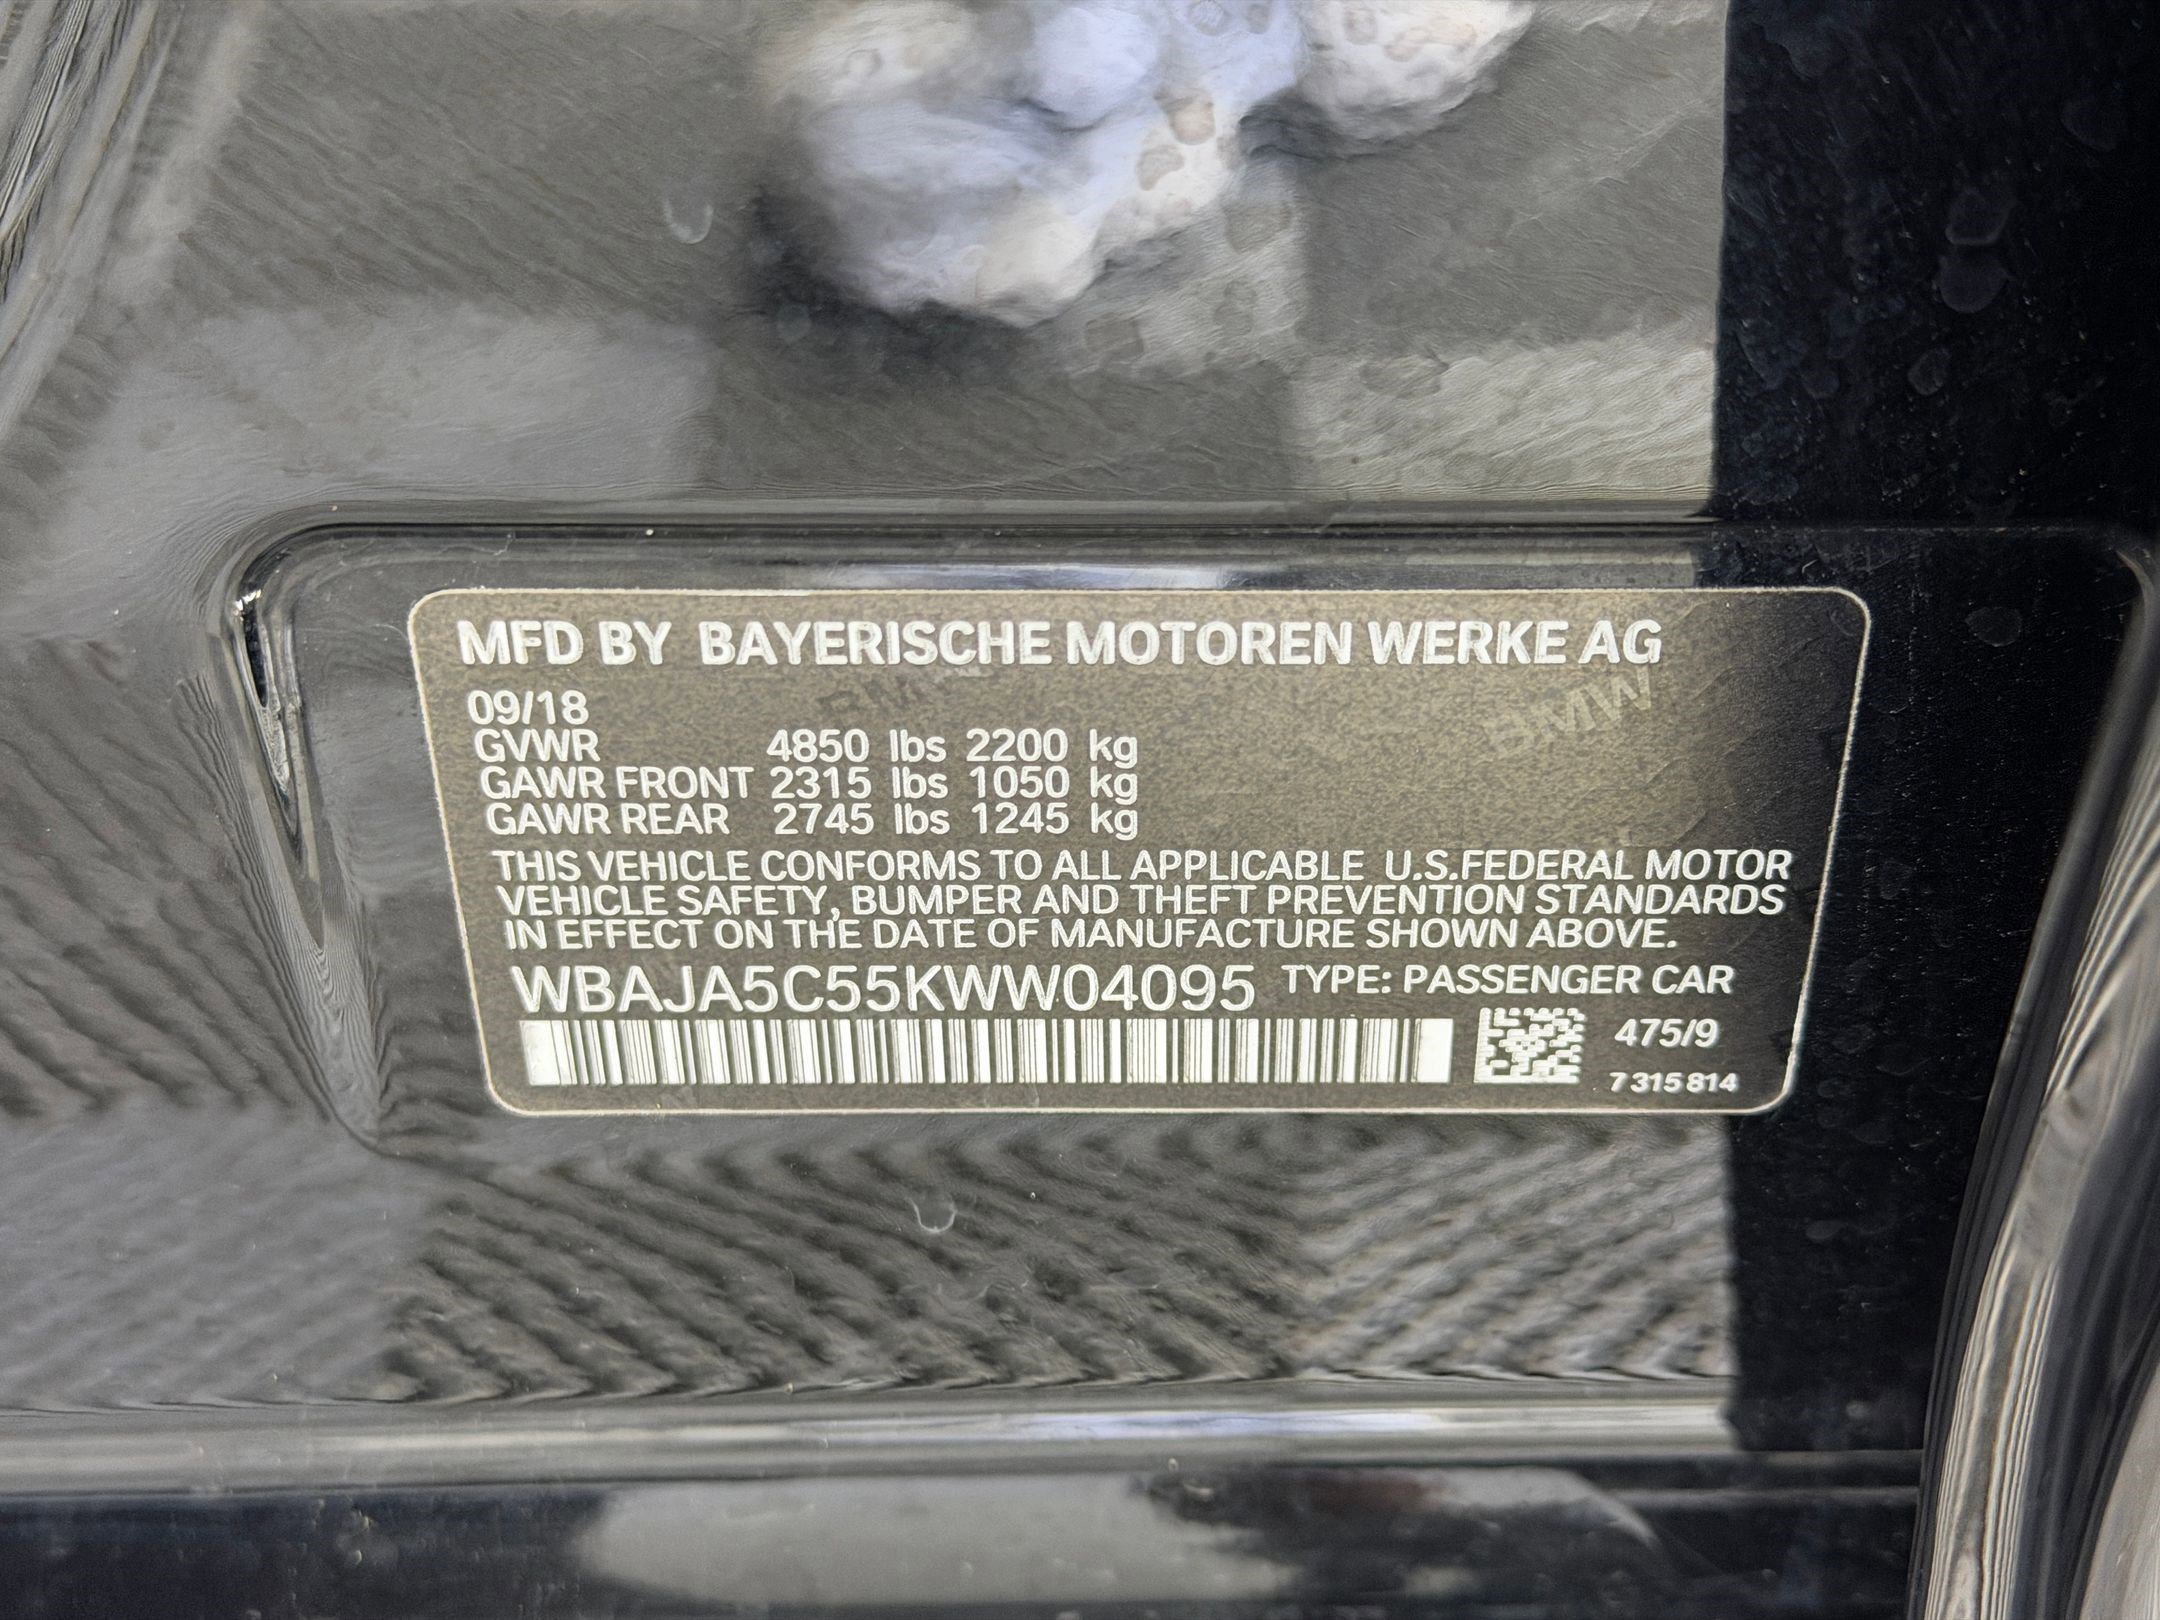 MFD BY BAYERISCHE MOTOREN WERKE AG
BMW BMW
09/18
GVWR 4850 lbs 2200 kg
GAWR FRONT 2315 lbs 1050 kg
GAWR REAR 2745 lbs 1245 kg
THIS VEHICLE CONFORMS TO ALL APPLICABLE U.S.FEDERAL MOTOR
VEHICLE SAFETY, BUMPER AND THEFT PREVENTION STANDARDS
IN EFFECT ON THE DATE OF MANUFACTURE SHOWN ABOVE.
WBAJA5C55KWW04095 TYPE: PASSENGER CAR
475/9
7 315 814